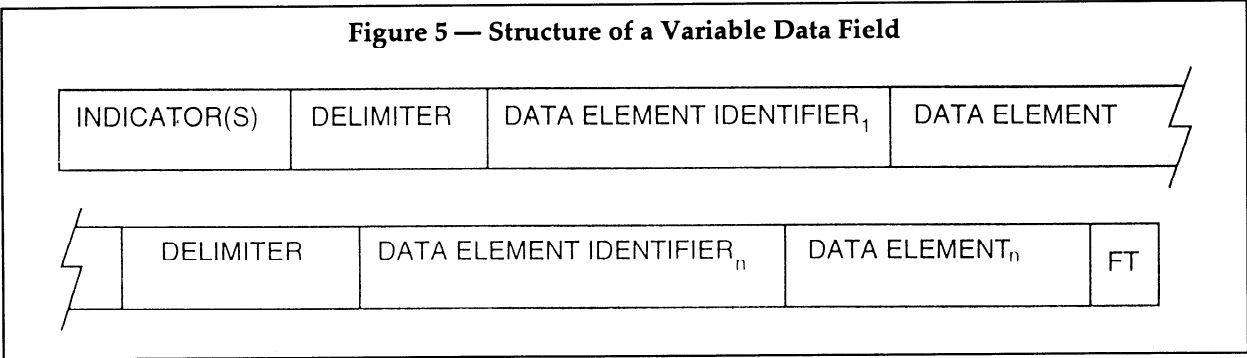 Figure 5 — Structure of a Variable Data Field
INDICATOR(S) DELIMITER DATA ELEMENT IDENTIFIER₁ DATA ELEMENT
DELIMITER DATA ELEMENT IDENTIFIERₙ DATA ELEMENTₙ FT